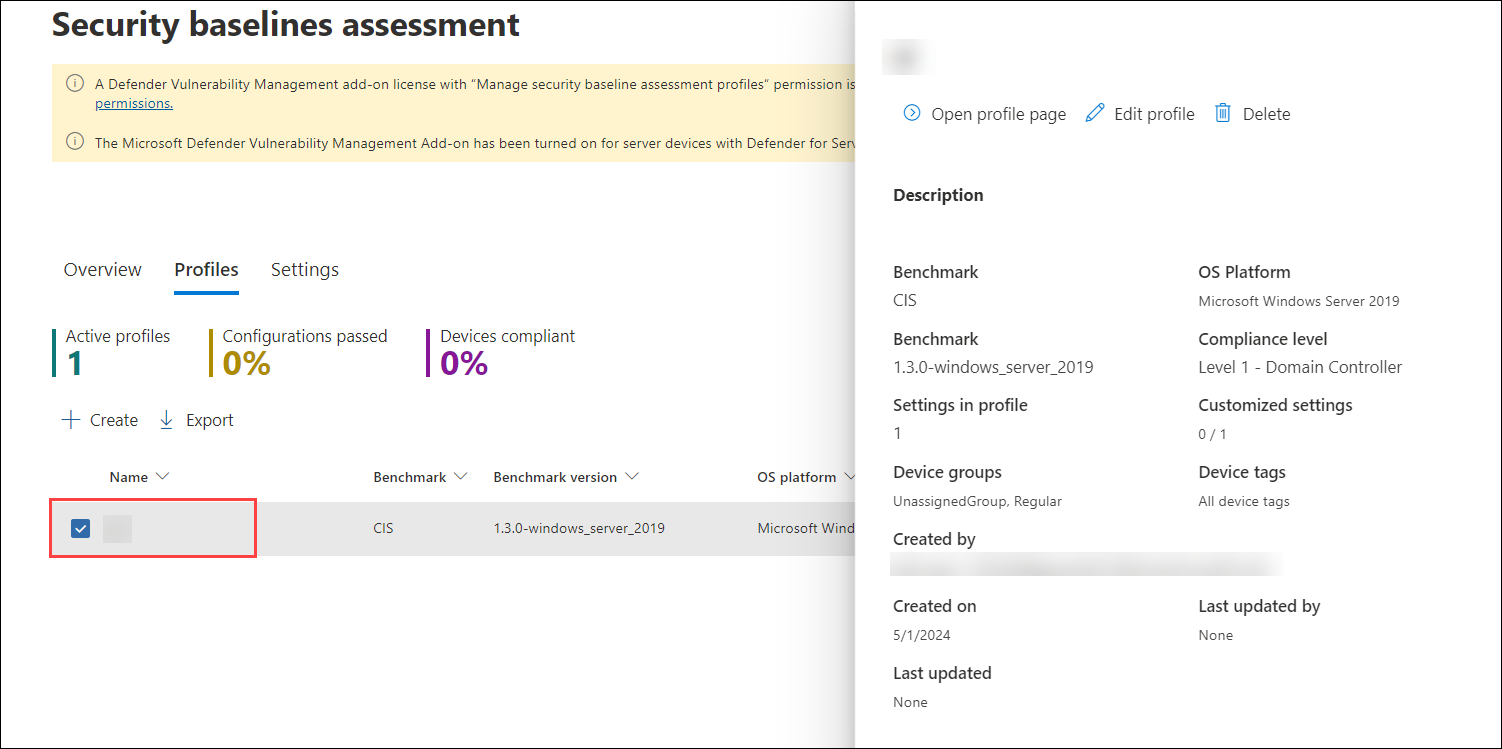 Security baselines assessment
A Defender Vulnerability Management add-on license with “Manage security baseline assessment profiles” permission is
permissions.
The Microsoft Defender Vulnerability Management Add-on has been turned on for server devices with Defender for Serv
Overview Profiles Settings
Active profiles Configurations passed Devices compliant
1 0% 0%
Create Export
Name Benchmark Benchmark version OS platform
CIS 1.3.0-windows_server_2019 Microsoft Wind
Open profile page Edit profile Delete
Description
Benchmark OS Platform
CIS Microsoft Windows Server 2019
Benchmark Compliance level
1.3.0-windows_server_2019 Level 1 - Domain Controller
Settings in profile Customized settings
1 0 / 1
Device groups Device tags
UnassignedGroup, Regular All device tags
Created by
Created on Last updated by
5/1/2024 None
Last updated
None